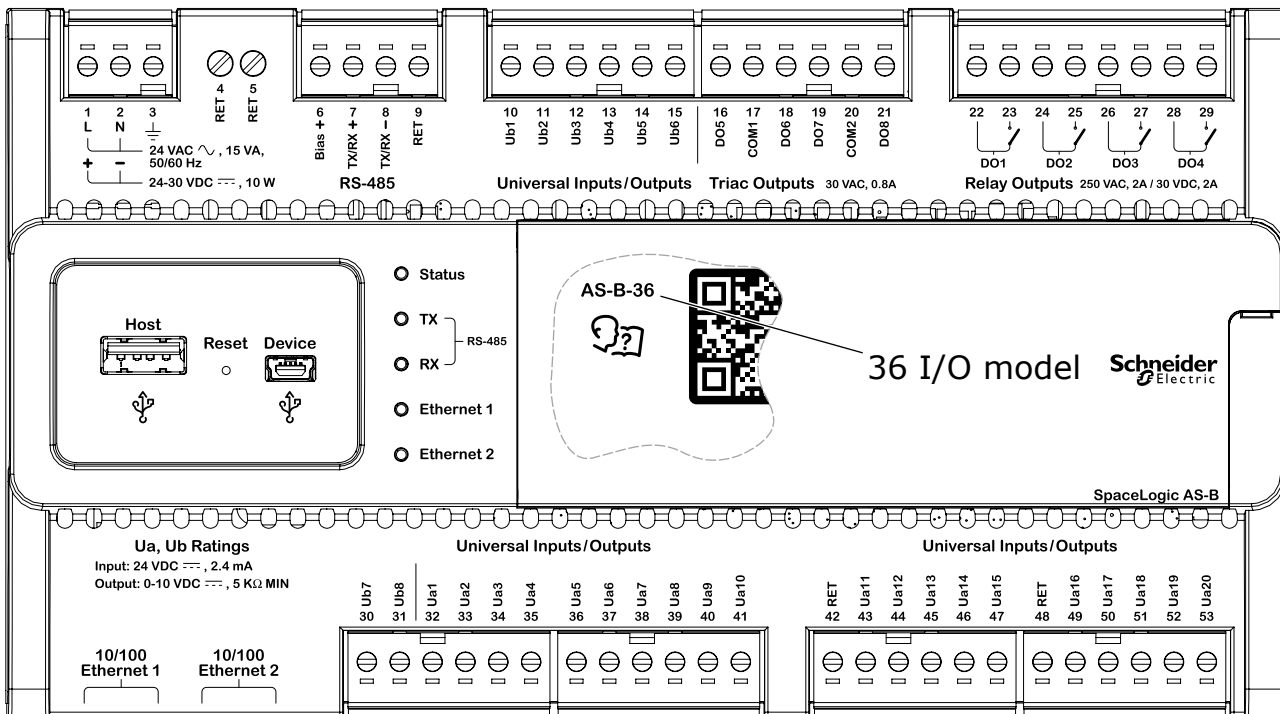 1 2 3 RET 4 RET 5 6 7 8 9 10 11 12 13 14 15 16 17 18 19 20 21 22 23 24 25 26 27 28 29
L N
Bias + TX/RX + TX/RX − RET
Ub1 Ub2 Ub3 Ub4 Ub5 Ub6
DO5 COM1 DO6 DO7 COM2 DO8
DO1 DO2 DO3 DO4
24 VAC ∿ , 15 VA,
50/60 Hz
+ −
24-30 VDC ⎓ , 10 W
RS-485
Universal Inputs/Outputs
Triac Outputs 30 VAC, 0.8A
Relay Outputs 250 VAC, 2A / 30 VDC, 2A
Host
Reset
Device
Status
TX
RX
RS-485
Ethernet 1
Ethernet 2
AS-B-36
?
36 I/O model
Schneider
Electric
SpaceLogic AS-B
Ua, Ub Ratings
Input: 24 VDC ⎓ , 2.4 mA
Output: 0-10 VDC ⎓ , 5 KΩ MIN
Universal Inputs/Outputs
Universal Inputs/Outputs
Ub7 Ub8 Ua1 Ua2 Ua3 Ua4 Ua5 Ua6 Ua7 Ua8 Ua9 Ua10
30 31 32 33 34 35 36 37 38 39 40 41
RET Ua11 Ua12 Ua13 Ua14 Ua15 RET Ua16 Ua17 Ua18 Ua19 Ua20
42 43 44 45 46 47 48 49 50 51 52 53
10/100
Ethernet 1
10/100
Ethernet 2